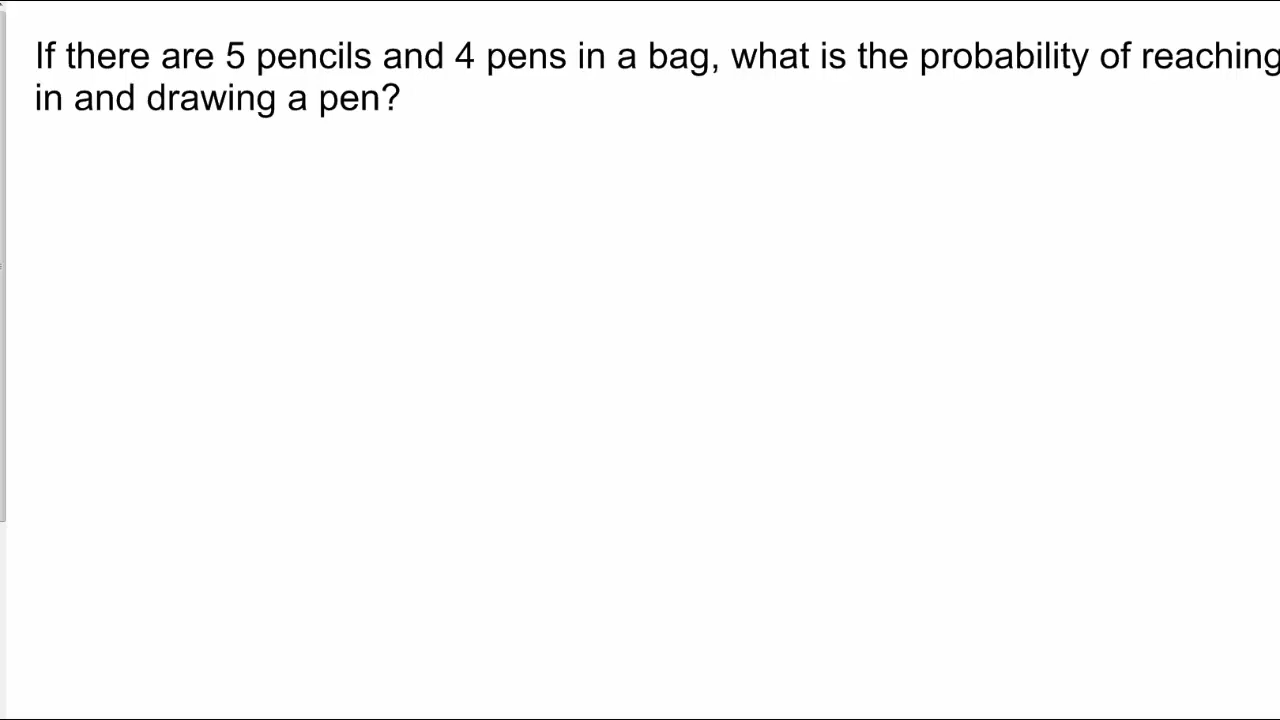 If there are 5 pencils and 4 pens in a bag, what is the probability of reaching
in and drawing a pen?